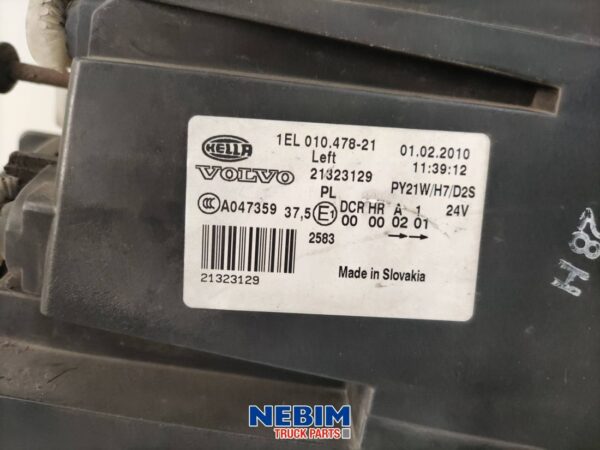 HELLA
1EL 010.478-21
01.02.2010
Left
11:39:12
VOLVO
21323129
PL
PY21W/H7/D2S
CCC A047359 37,5 E1 DCR HR A 1 24V
00 00 02 01
2583
21323129
Made in Slovakia
28 H
NEBIM
TRUCK PARTS